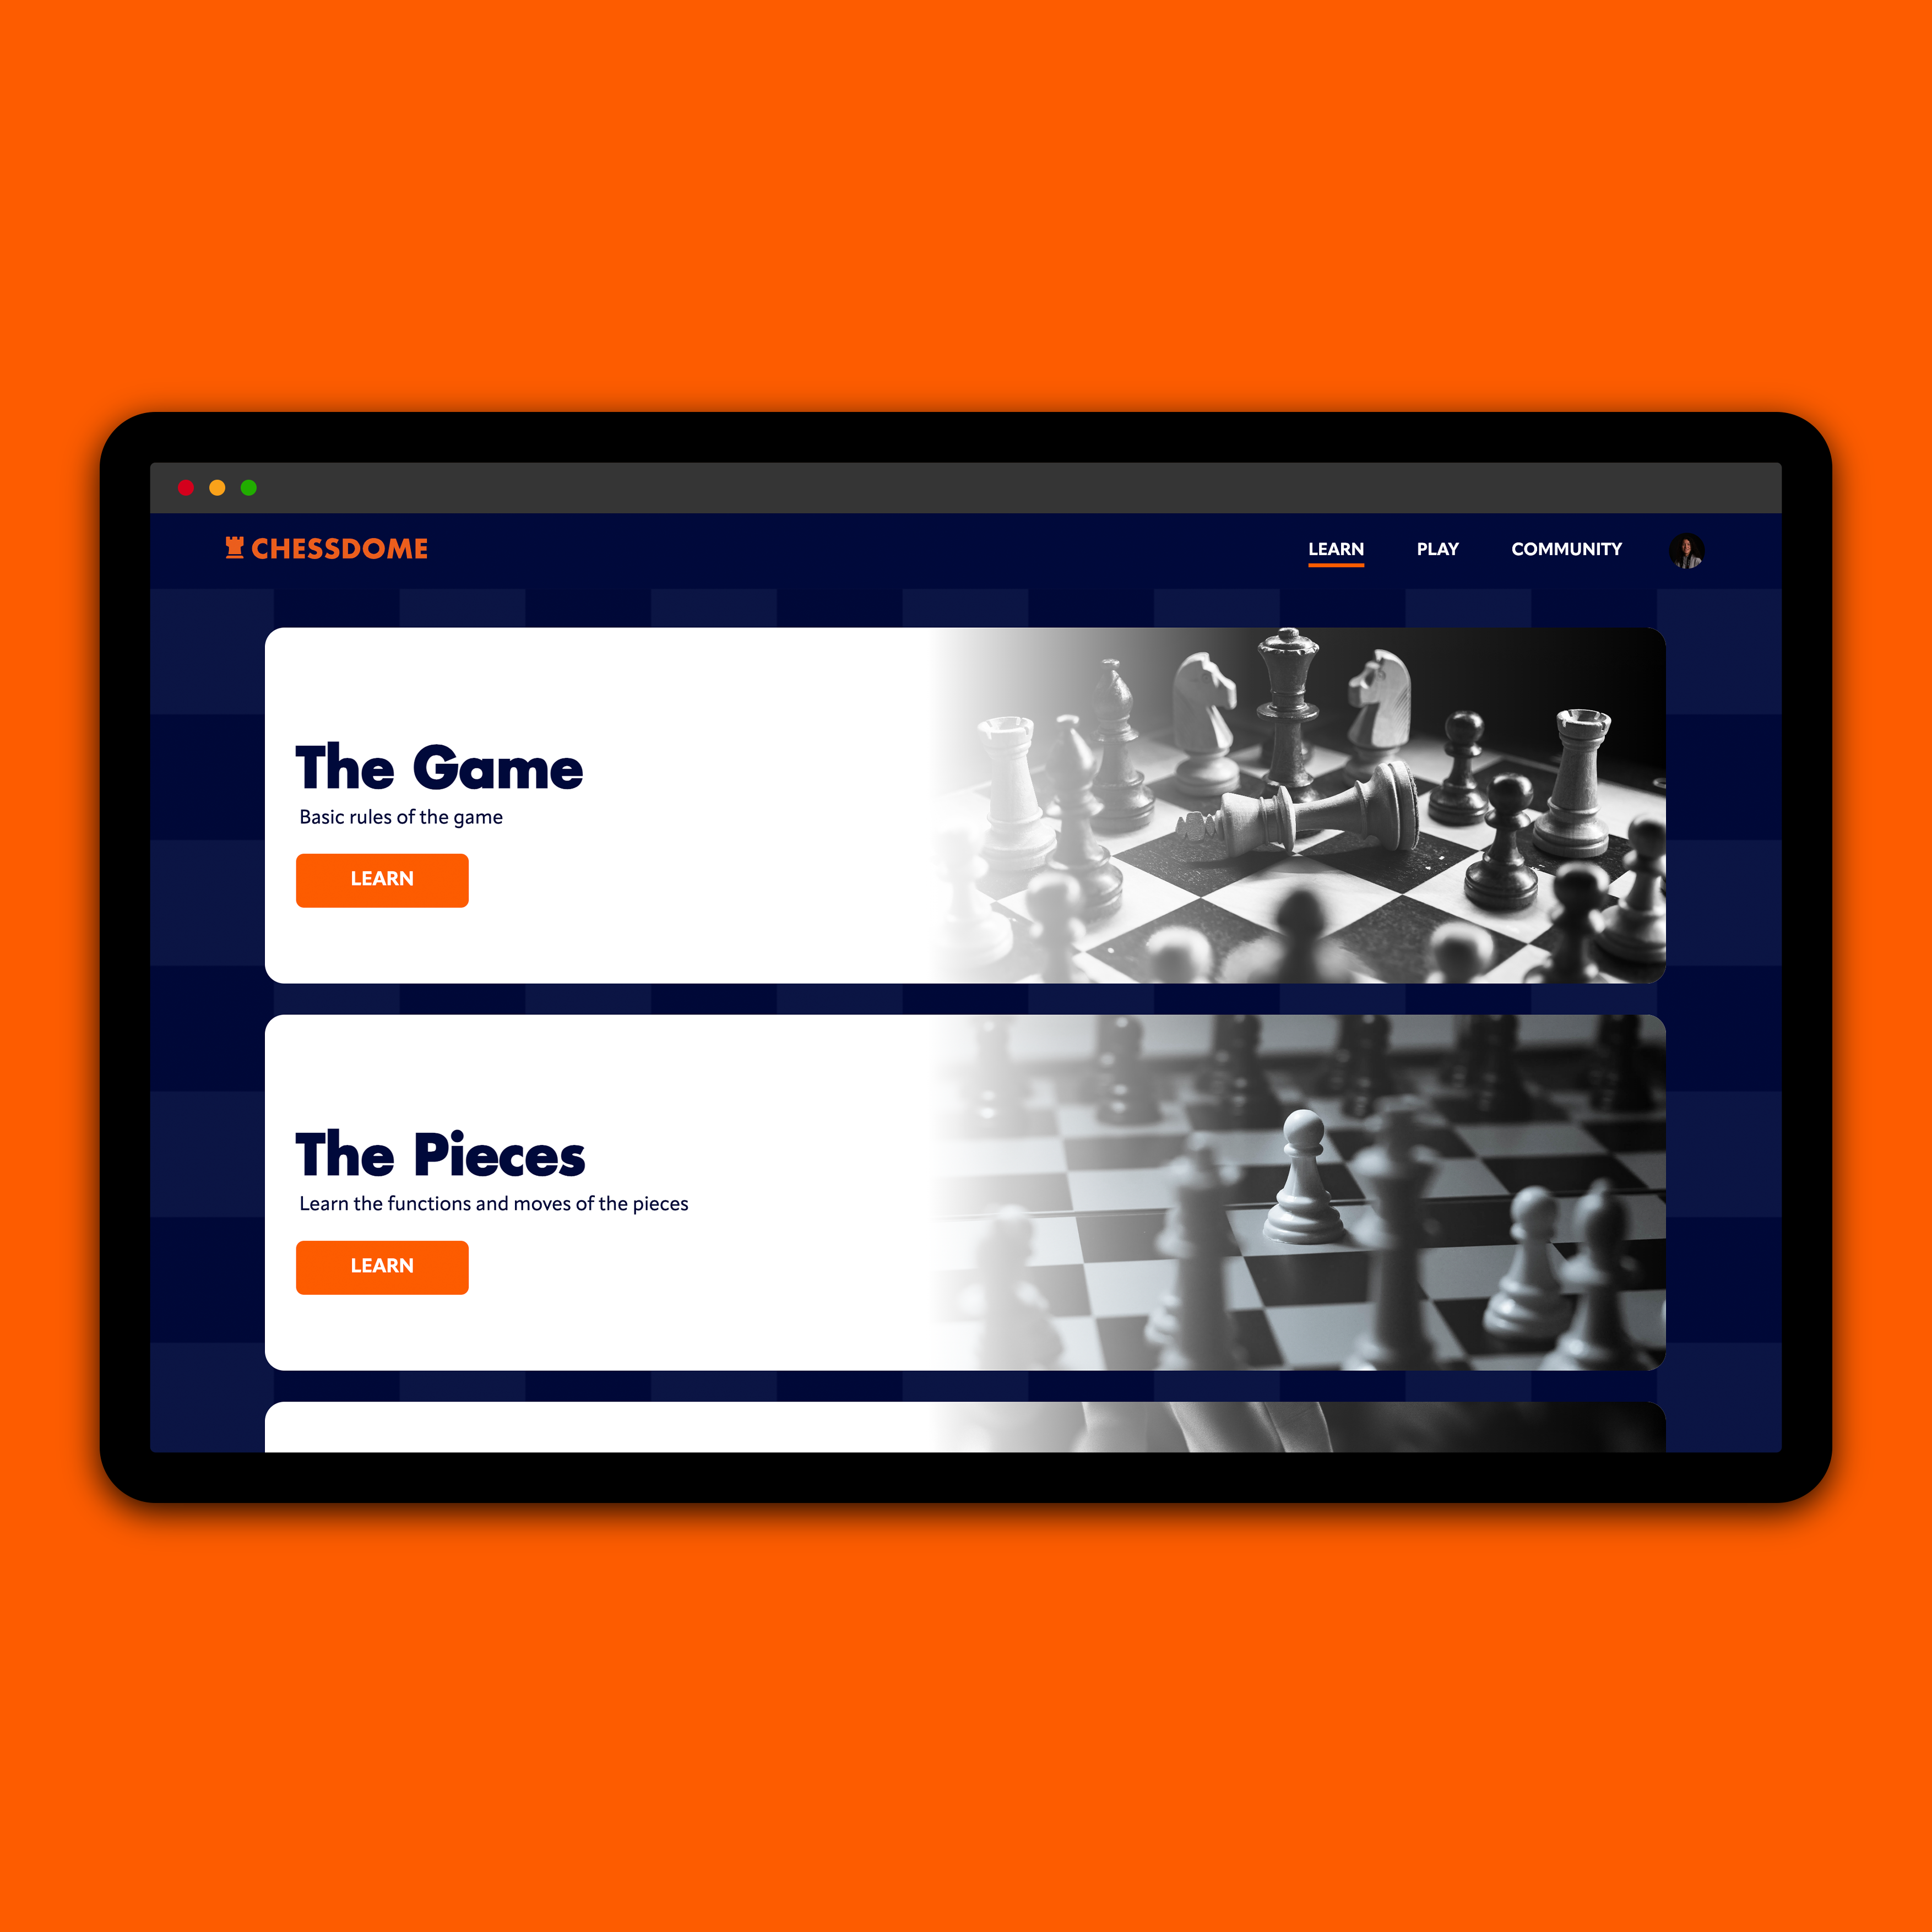 CHESSDOME
LEARN PLAY COMMUNITY
The Game
Basic rules of the game
LEARN
The Pieces
Learn the functions and moves of the pieces
LEARN